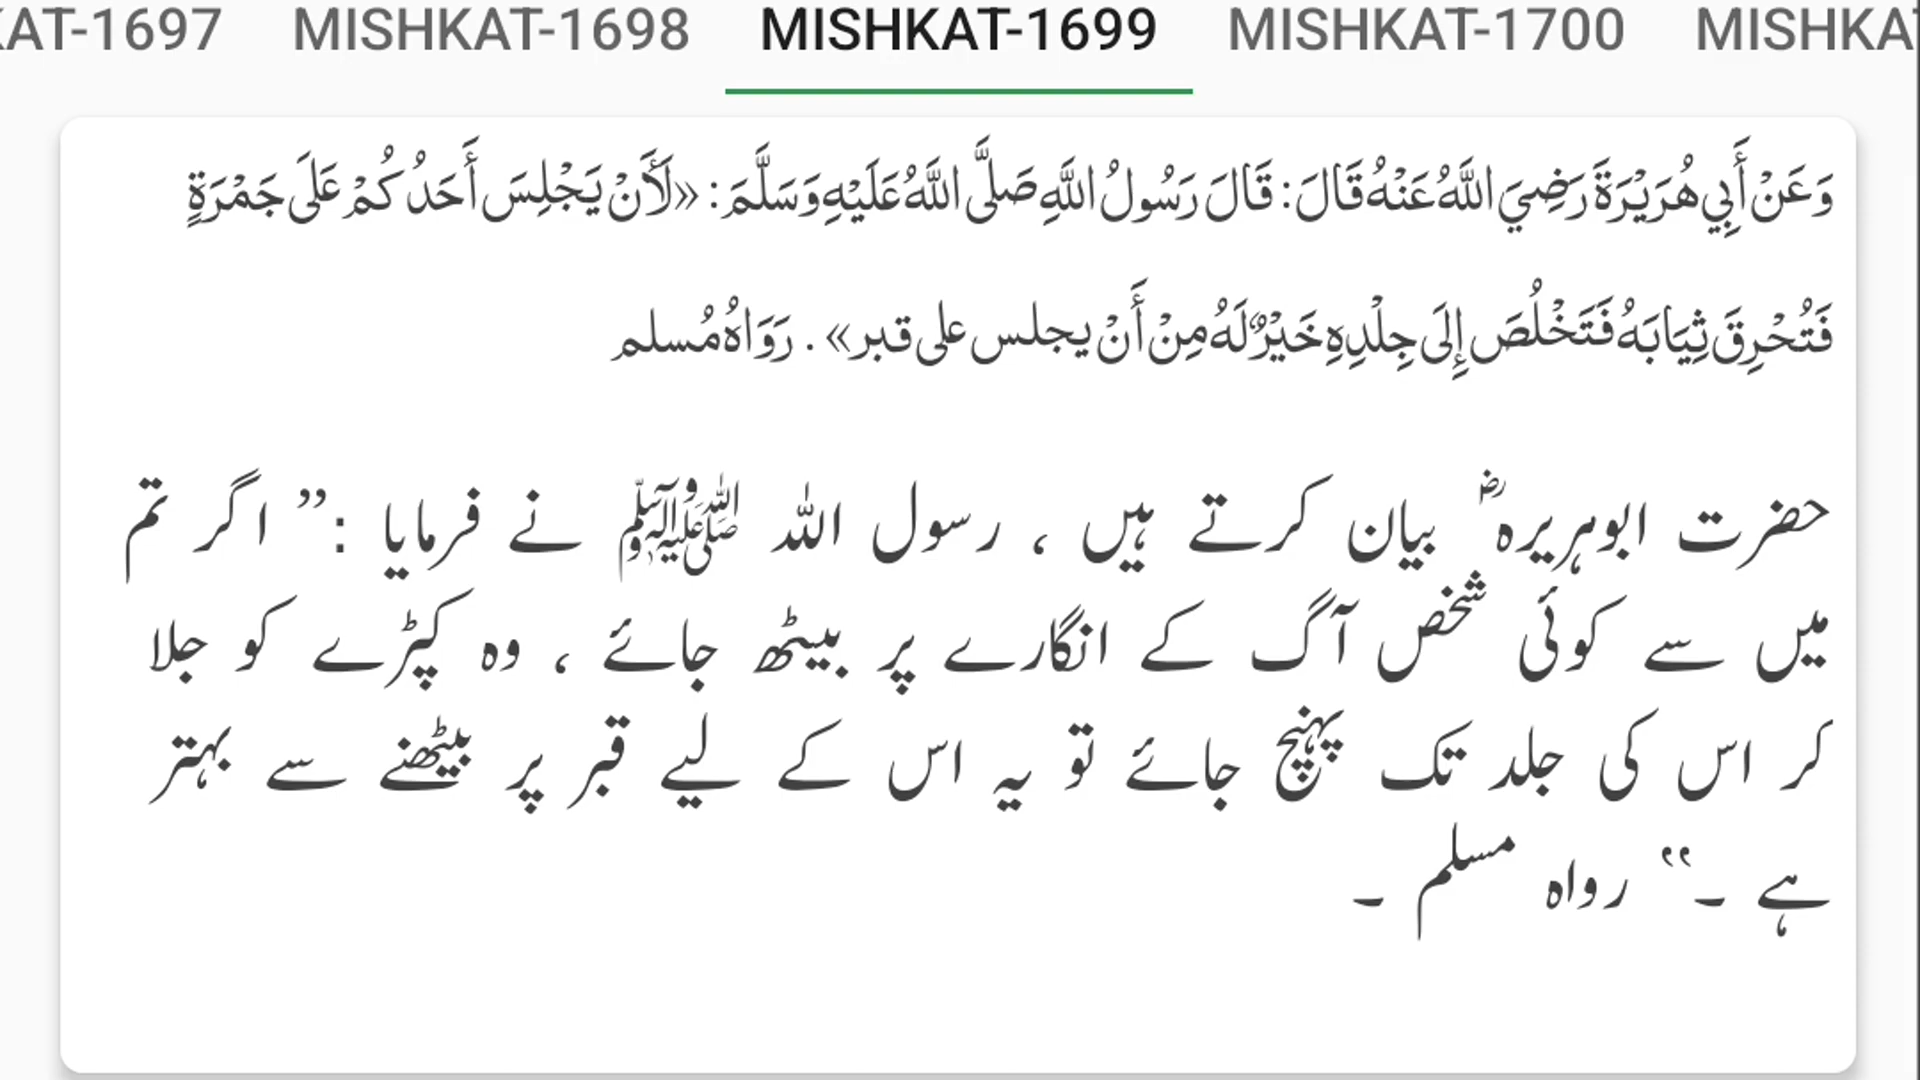 KAT-1697 MISHKAT-1698 MISHKAT-1699 MISHKAT-1700 MISHKAT
وَعَنْ أَبِي هُرَيْرَةَ رَضِيَ اللَّهُ عَنْهُ قَالَ: قَالَ رَسُولُ اللَّهِ صَلَّى اللَّهُ عَلَيْهِ وَسَلَّمَ: «لَأَنْ يَجْلِسَ أَحَدُكُمْ عَلَى جَمْرَةٍ
فَتُحْرِقَ ثِيَابَهُ فَتَخْلُصَ إِلَى جِلْدِهِ خَيْرٌ لَهُ مِنْ أَنْ يجلس على قبر» . رَوَاهُ مُسلم
حضرت ابوہریرہ ؓ بیان کرتے ہیں ، رسول اللہ ﷺ نے فرمایا :’’ اگر تم
میں سے کوئی شخص آگ کے انگارے پر بیٹھ جائے ، وہ کپڑے کو جلا
کر اس کی جلد تک پہنچ جائے تو یہ اس کے لیے قبر پر بیٹھنے سے بہتر
ہے ۔‘‘ رواہ مسلم ۔